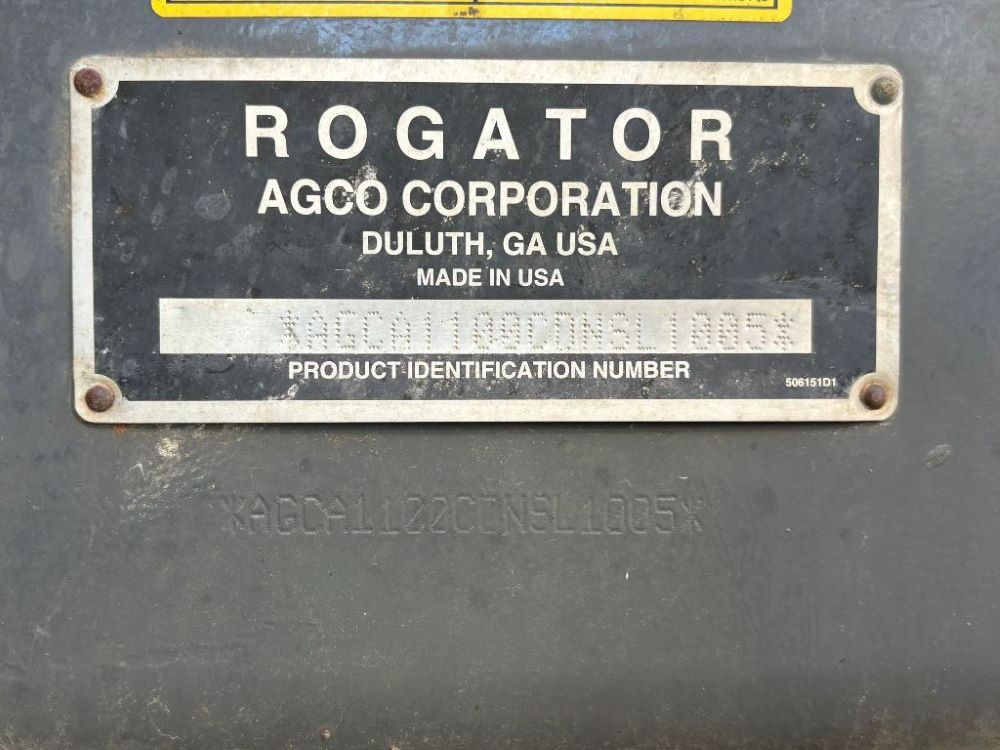 ROGATOR
AGCO CORPORATION
DULUTH, GA USA
MADE IN USA
*AGCA1100CDNSL1005*
PRODUCT IDENTIFICATION NUMBER
506151D1
*AGCA1100CDNSL1005*